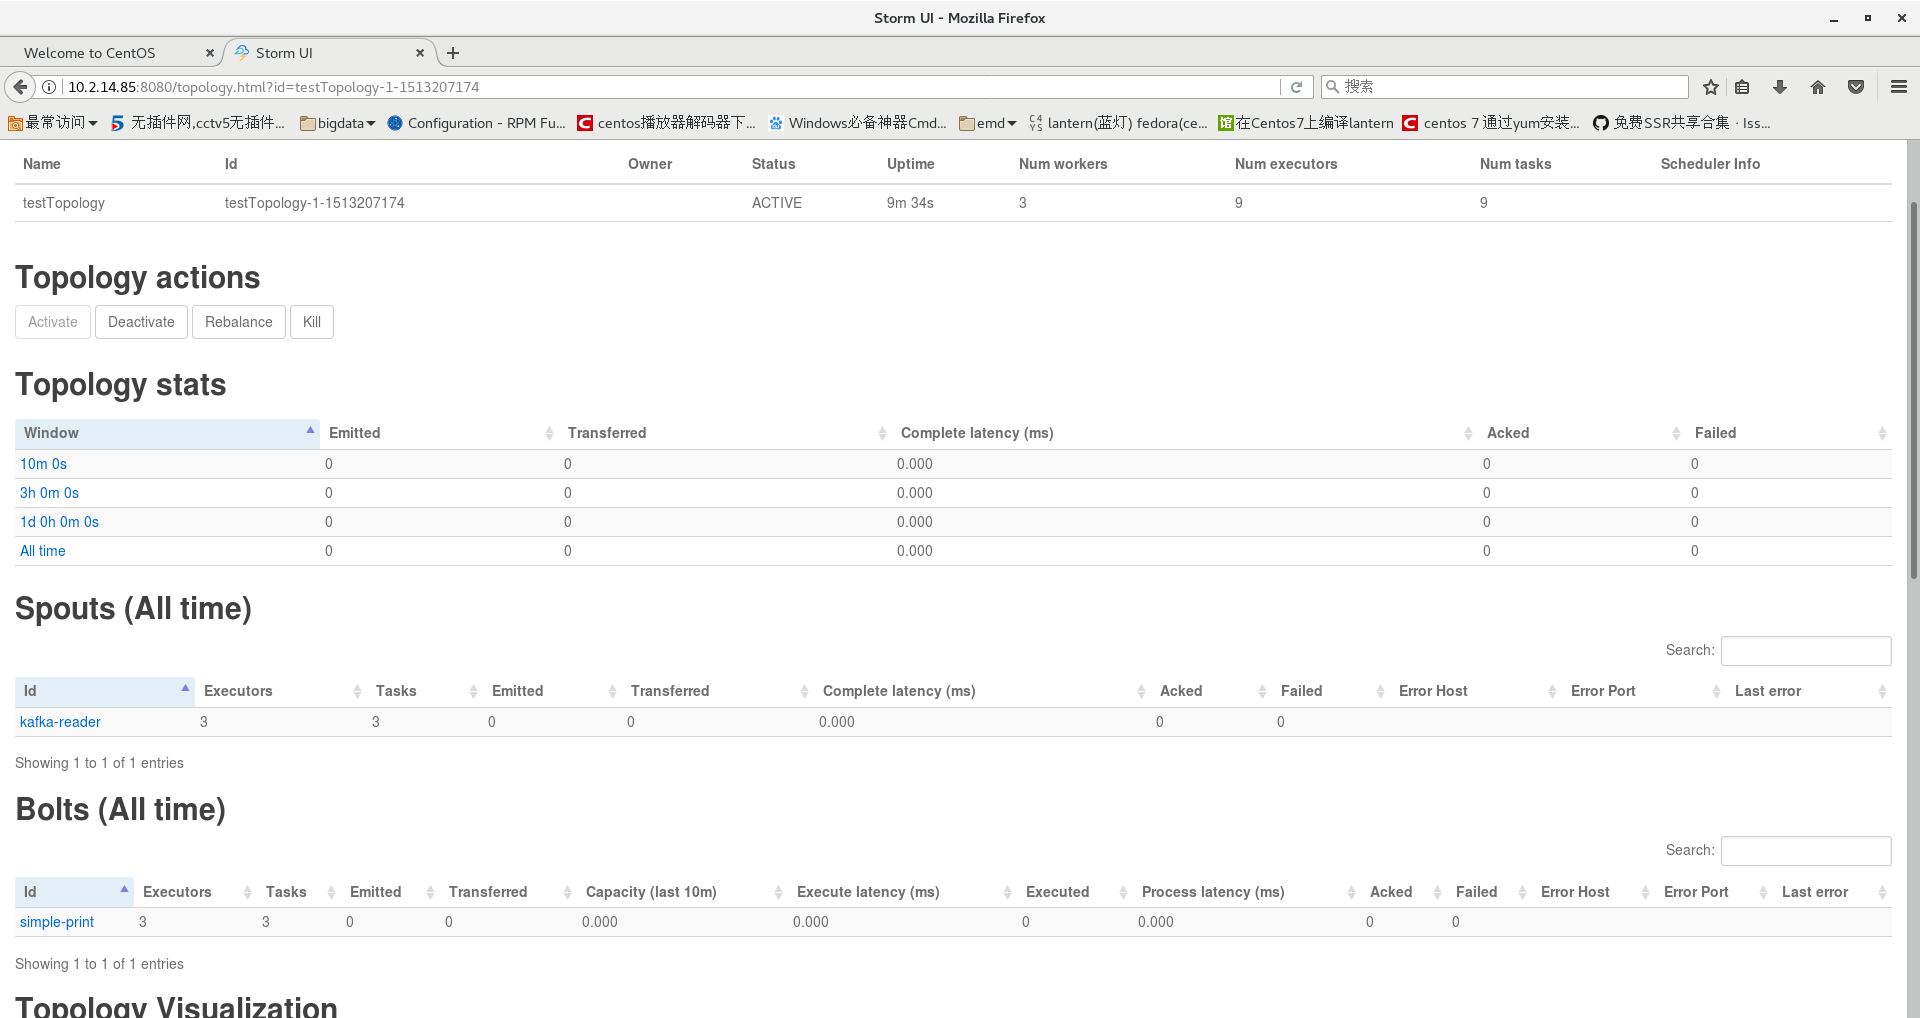 Storm UI - Mozilla Firefox
Welcome to CentOS
Storm UI
10.2.14.85:8080/topology.html?id=testTopology-1-1513207174
搜索
最常访问
无插件网,cctv5无插件...
bigdata
Configuration - RPM Fu...
centos播放器解码器下...
Windows必备神器Cmd...
emd
lantern(蓝灯) fedora(ce...
在Centos7上编译lantern
centos 7 通过yum安装...
免费SSR共享合集 · Iss...
Name Id Owner Status Uptime Num workers Num executors Num tasks Scheduler Info
testTopology testTopology-1-1513207174 ACTIVE 9m 34s 3 9 9
Topology actions
Activate Deactivate Rebalance Kill
Topology stats
Window Emitted Transferred Complete latency (ms) Acked Failed
10m 0s 0 0 0.000 0 0
3h 0m 0s 0 0 0.000 0 0
1d 0h 0m 0s 0 0 0.000 0 0
All time 0 0 0.000 0 0
Spouts (All time)
Search:
Id Executors Tasks Emitted Transferred Complete latency (ms) Acked Failed Error Host Error Port Last error
kafka-reader 3 3 0 0 0.000 0 0
Showing 1 to 1 of 1 entries
Bolts (All time)
Search:
Id Executors Tasks Emitted Transferred Capacity (last 10m) Execute latency (ms) Executed Process latency (ms) Acked Failed Error Host Error Port Last error
simple-print 3 3 0 0 0.000 0.000 0 0.000 0 0
Showing 1 to 1 of 1 entries
Topology Visualization